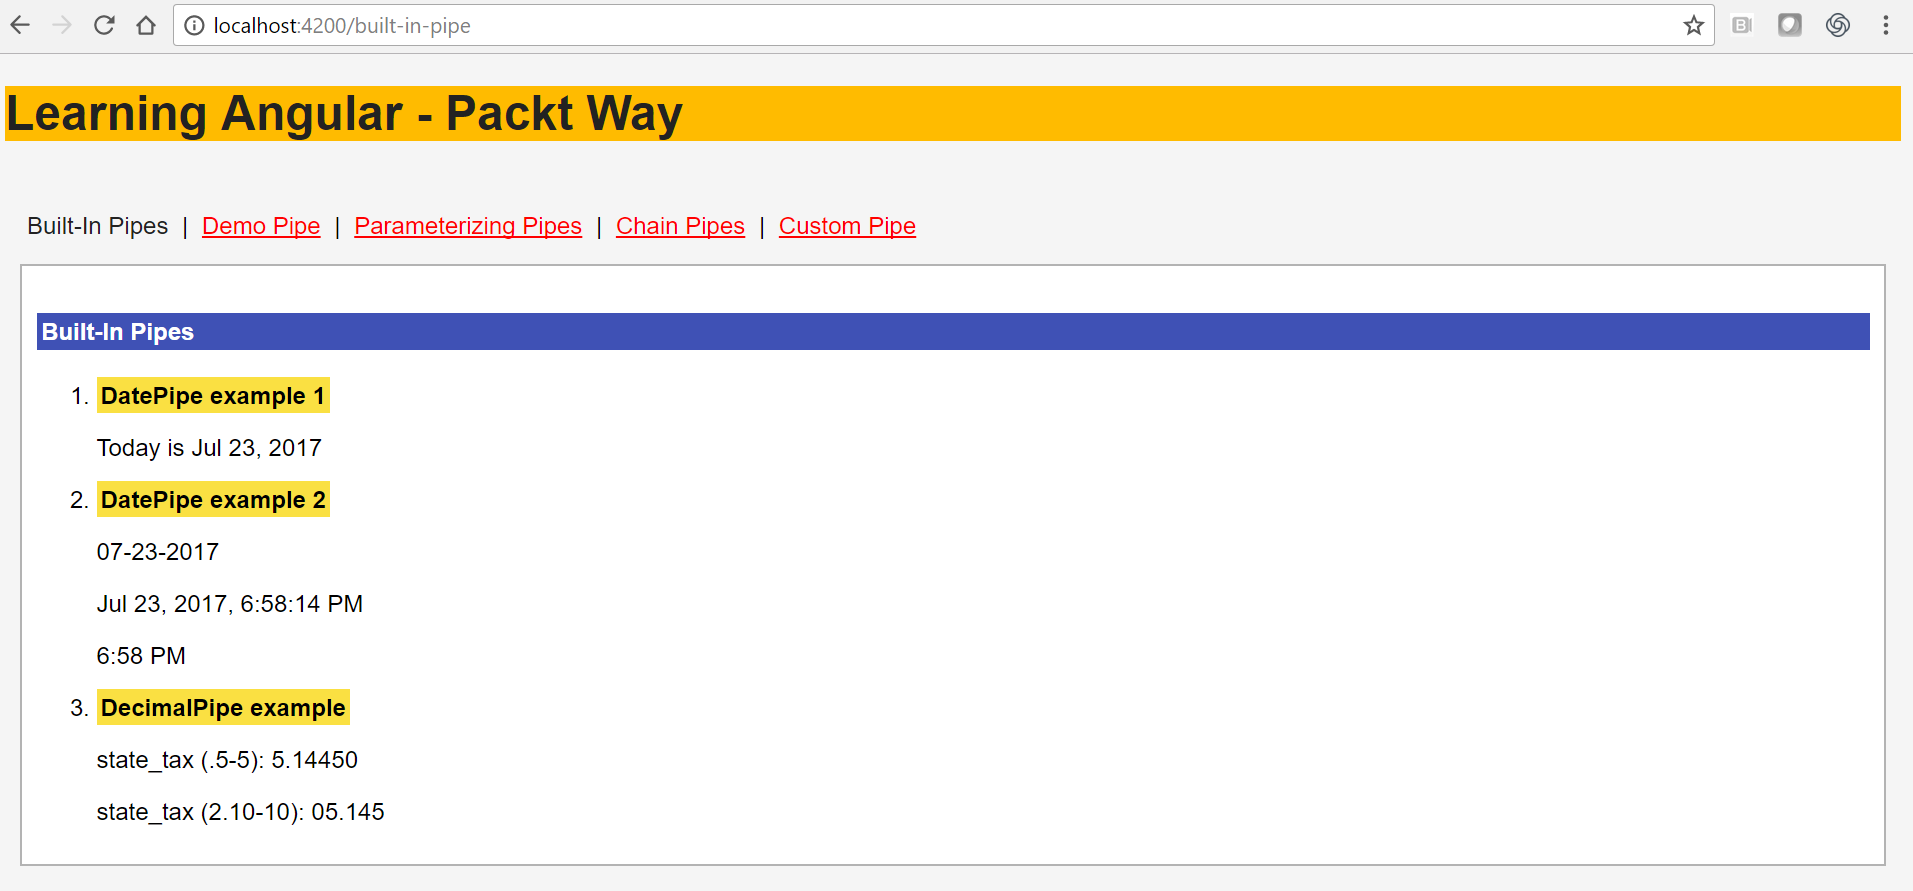 localhost:4200/built-in-pipe
Learning Angular - Packt Way
Built-In Pipes | Demo Pipe | Parameterizing Pipes | Chain Pipes | Custom Pipe
Built-In Pipes
1. DatePipe example 1
Today is Jul 23, 2017
2. DatePipe example 2
07-23-2017
Jul 23, 2017, 6:58:14 PM
6:58 PM
3. DecimalPipe example
state_tax (.5-5): 5.14450
state_tax (2.10-10): 05.145